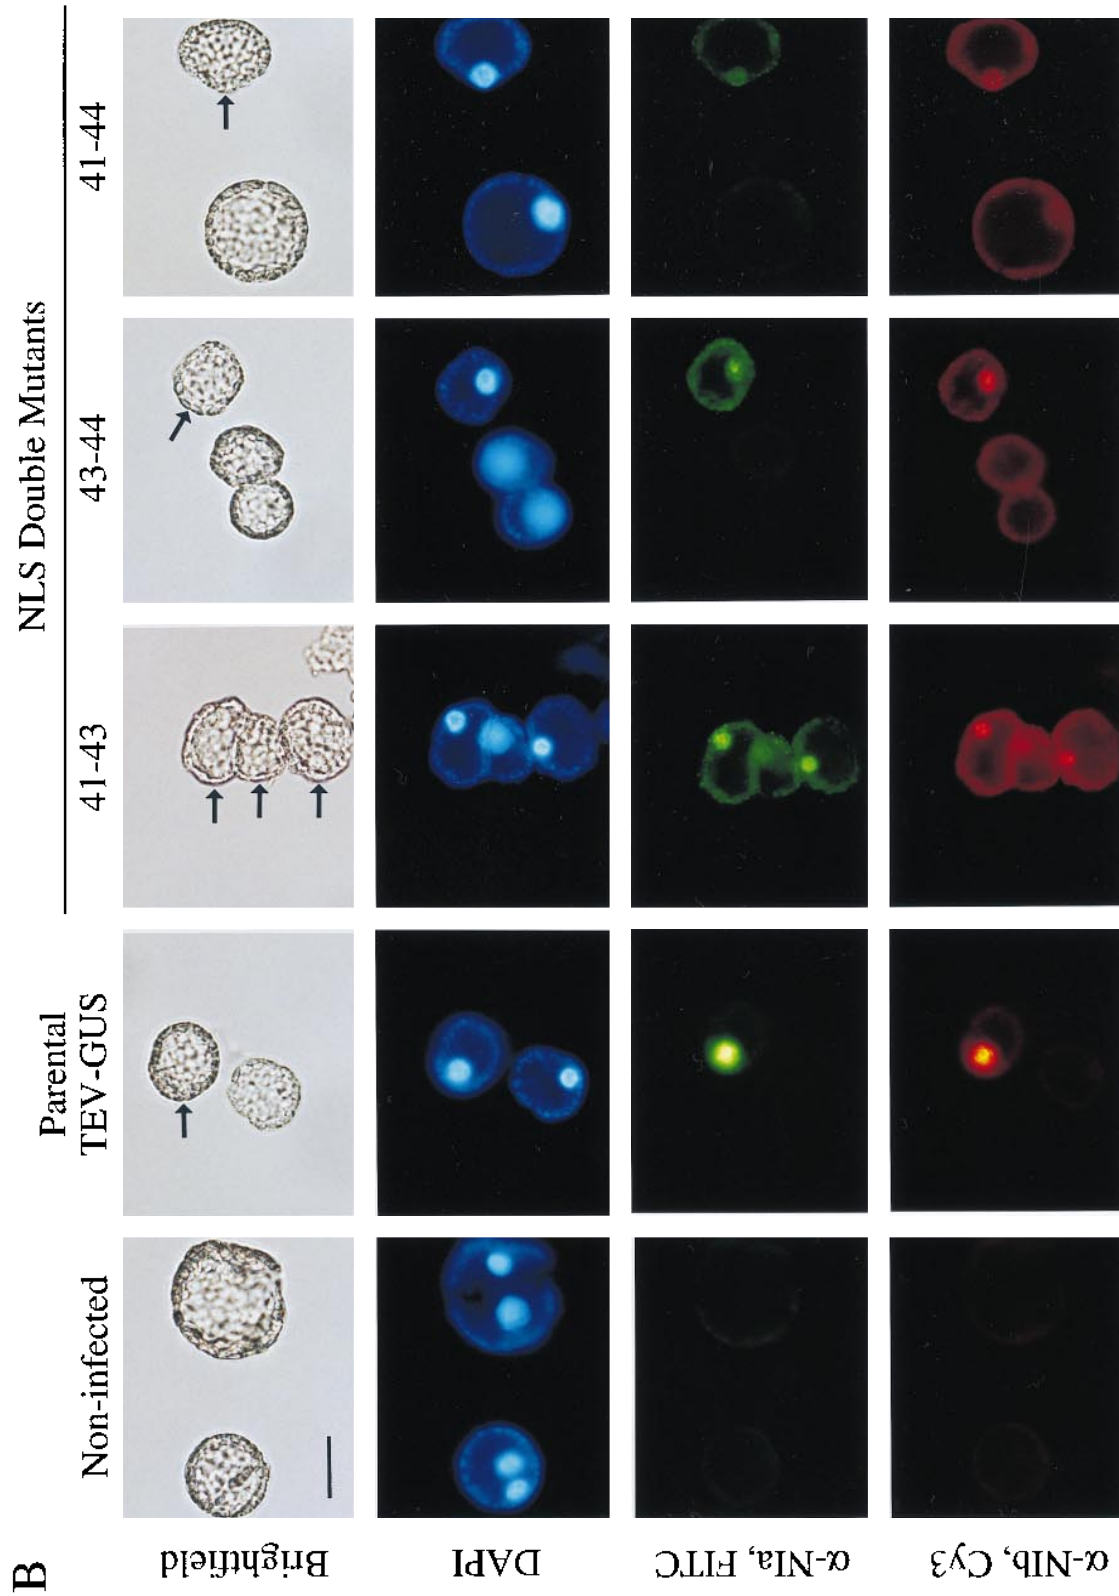 B
NLS Double Mutants
Non-infected
Parental
TEV-GUS
41-43
43-44
41-44
Brightfield
DAPI
α-NIa, FITC
α-NIb, Cy3